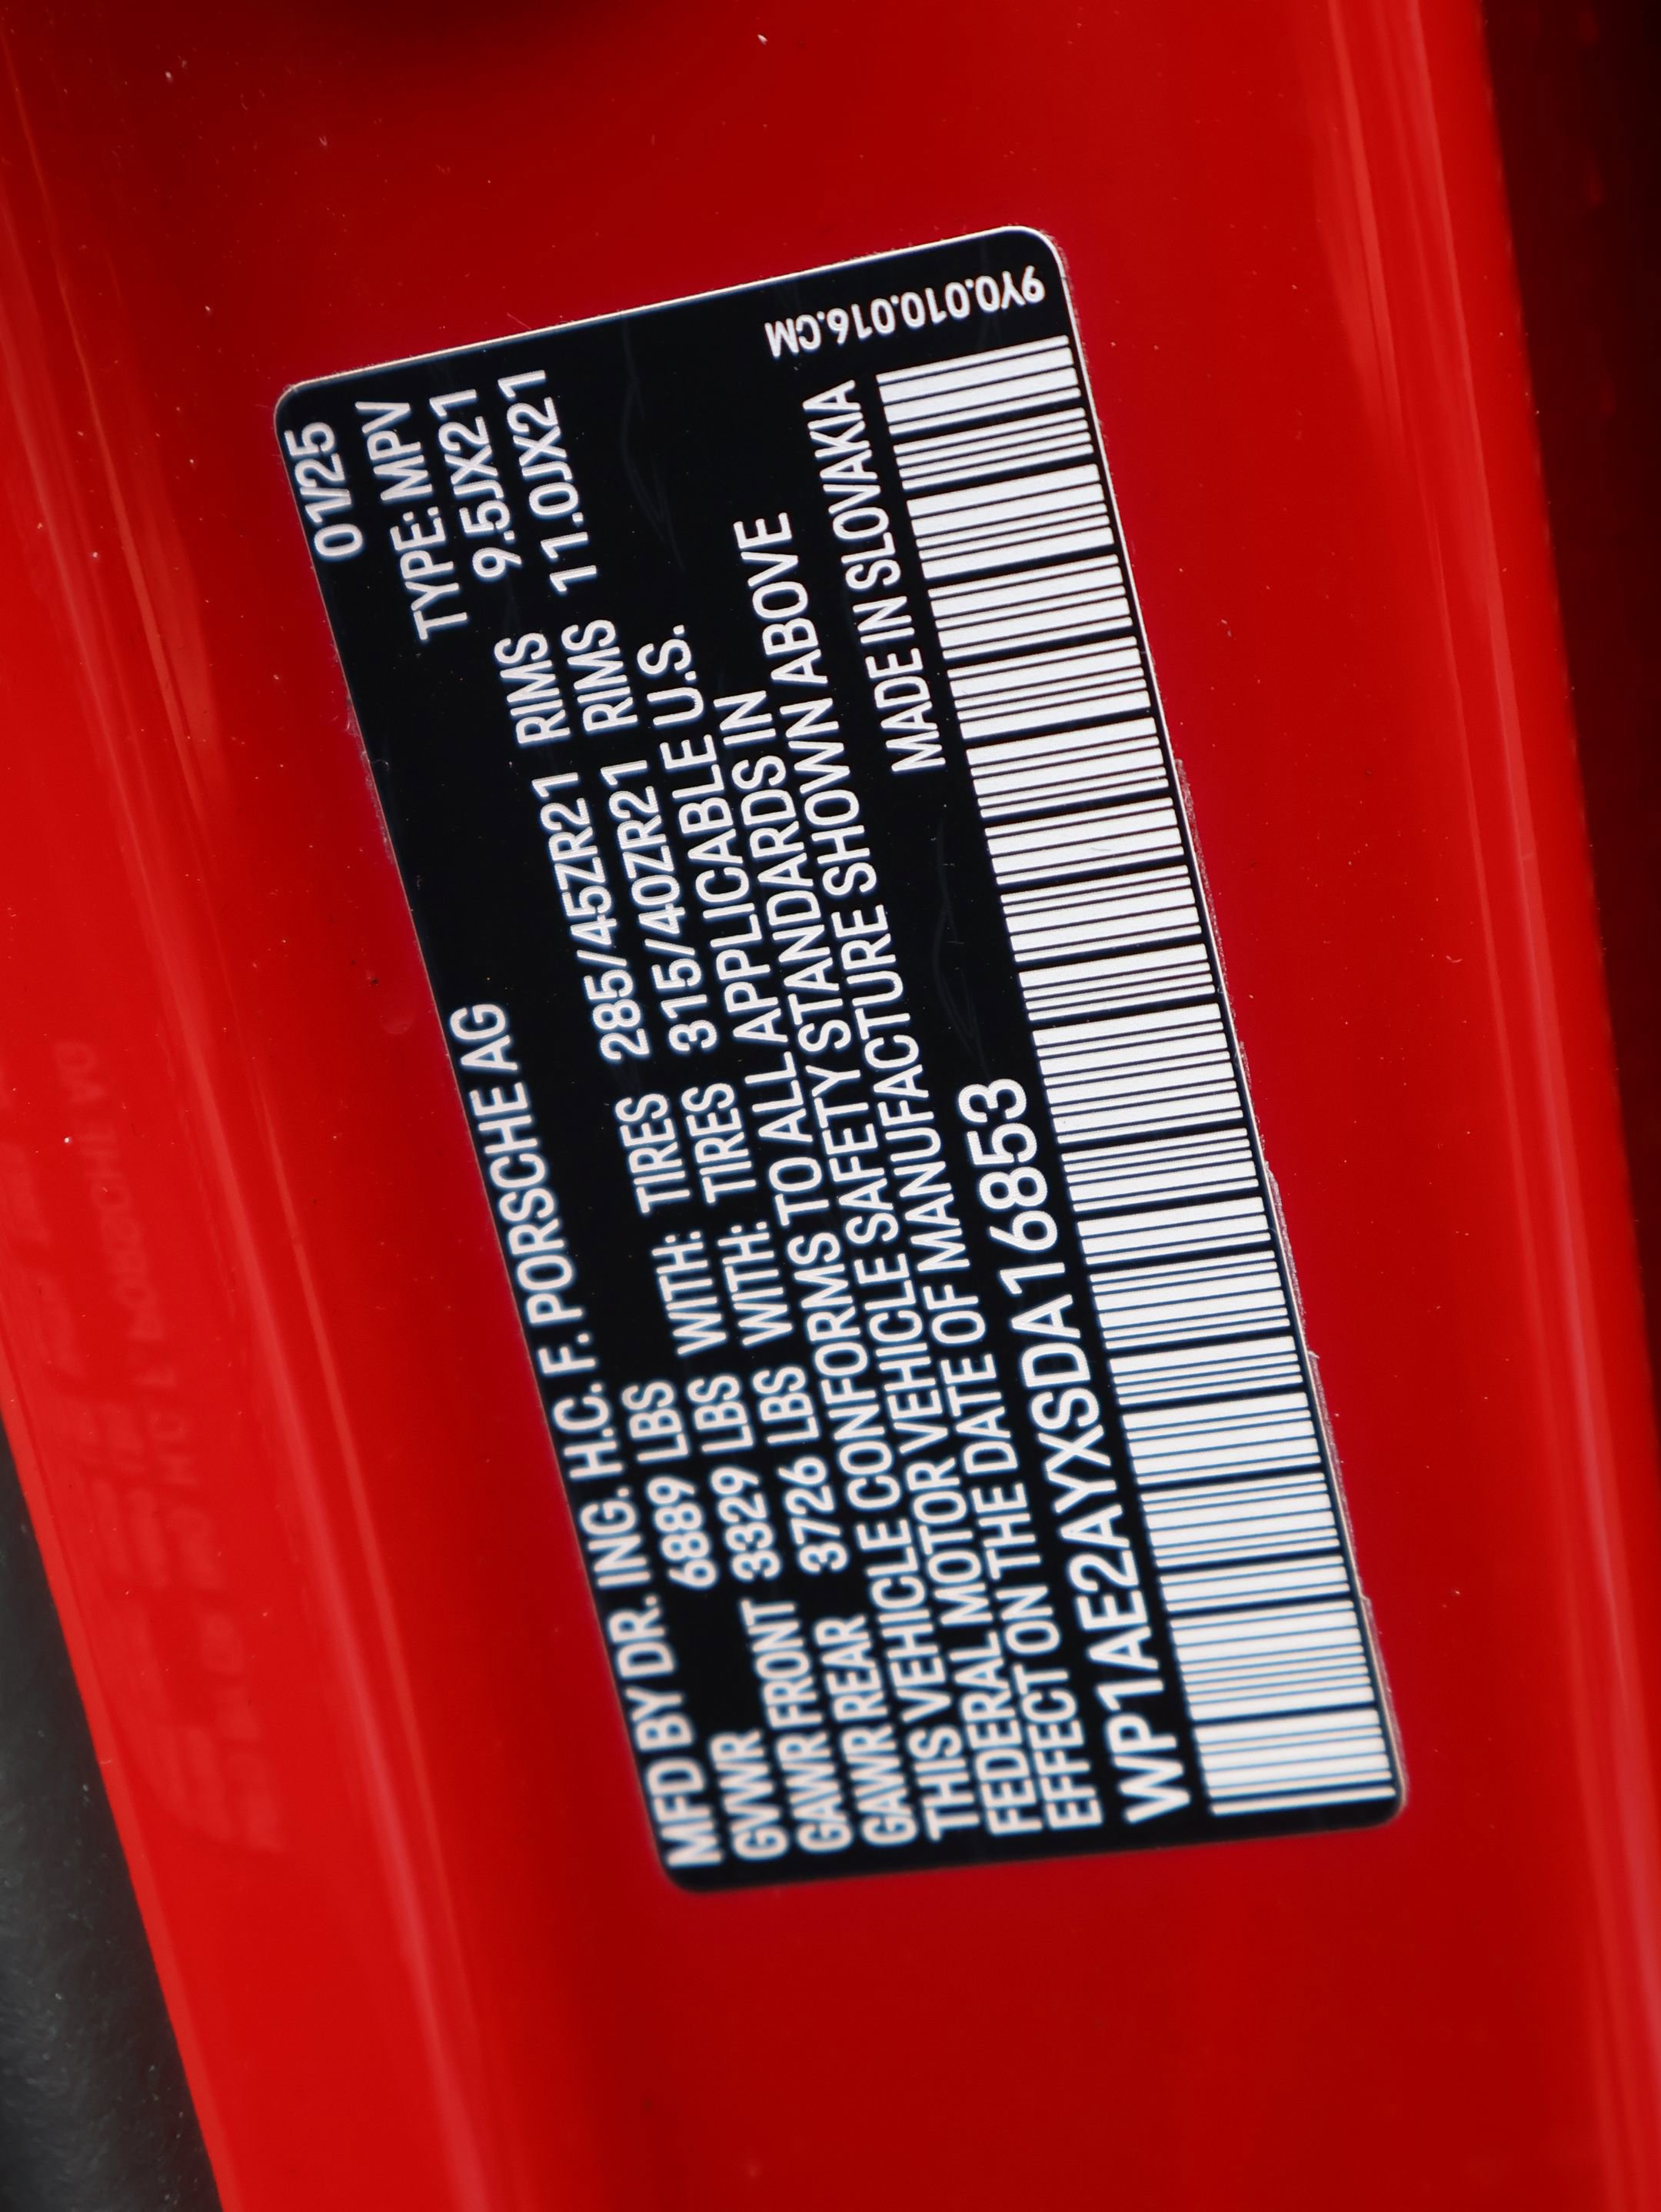 MFD BY DR. ING. H.C. F. PORSCHE AG 01/25
GVWR 6889 LBS TYPE: MPV
GAWR FRONT 3329 LBS WITH: TIRES 285/45ZR21 RIMS 9.5JX21
GAWR REAR 3726 LBS WITH: TIRES 315/40ZR21 RIMS 11.0JX21
THIS VEHICLE CONFORMS TO ALL APPLICABLE U.S.
FEDERAL MOTOR VEHICLE SAFETY STANDARDS IN
EFFECT ON THE DATE OF MANUFACTURE SHOWN ABOVE
WP1AE2AYXSDA16853 MADE IN SLOVAKIA
9Y0.010.016.CM